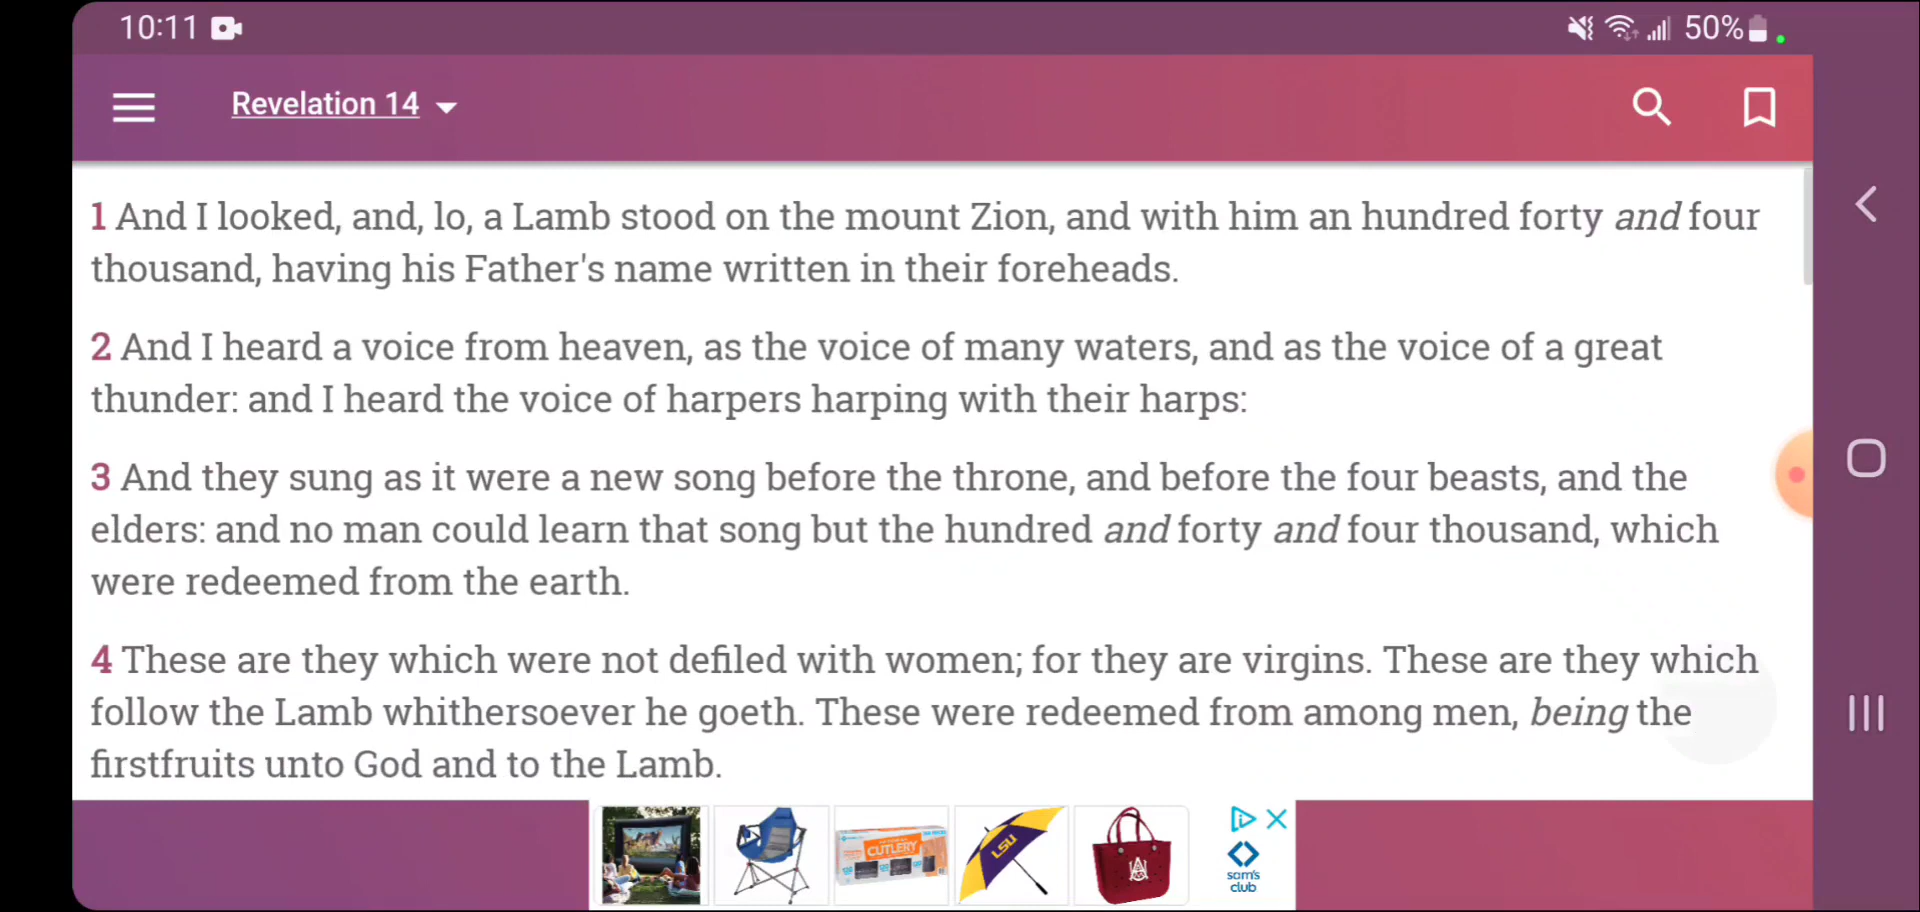 10:11 50%
Revelation 14
1 And I looked, and, lo, a Lamb stood on the mount Zion, and with him an hundred forty and four
thousand, having his Father's name written in their foreheads.
2 And I heard a voice from heaven, as the voice of many waters, and as the voice of a great
thunder: and I heard the voice of harpers harping with their harps:
3 And they sung as it were a new song before the throne, and before the four beasts, and the
elders: and no man could learn that song but the hundred and forty and four thousand, which
were redeemed from the earth.
4 These are they which were not defiled with women; for they are virgins. These are they which
follow the Lamb whithersoever he goeth. These were redeemed from among men, being the
firstfruits unto God and to the Lamb.
CUTLERY
LSU
sam's
club